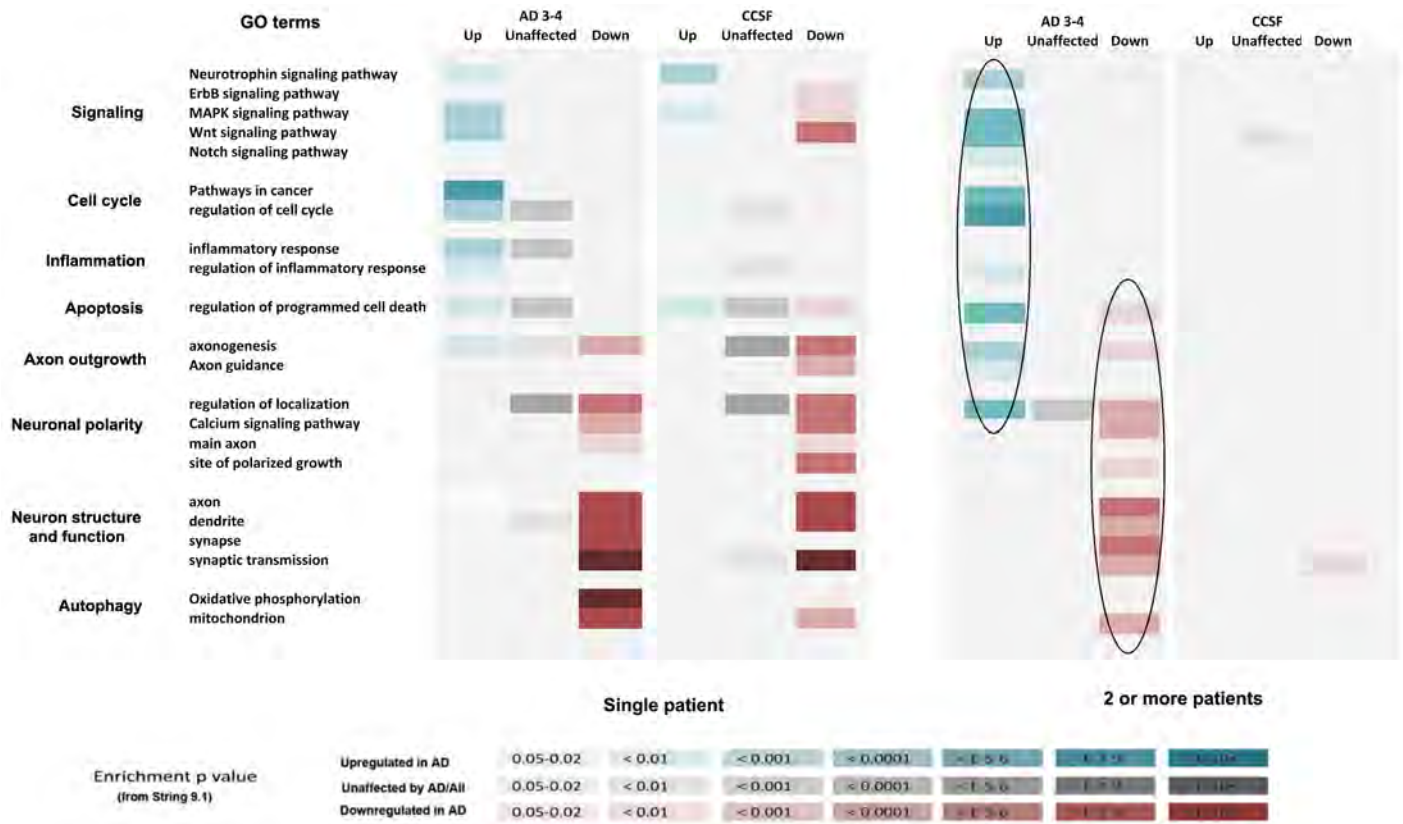 GO terms
AD 3-4 CCSF AD 3-4 CCSF
Up Unaffected Down Up Unaffected Down Up Unaffected Down Up Unaffected Down
Signaling
Neurotrophin signaling pathway
ErbB signaling pathway
MAPK signaling pathway
Wnt signaling pathway
Notch signaling pathway
Cell cycle
Pathways in cancer
regulation of cell cycle
Inflammation
inflammatory response
regulation of inflammatory response
Apoptosis
regulation of programmed cell death
Axon outgrowth
axonogenesis
Axon guidance
Neuronal polarity
regulation of localization
Calcium signaling pathway
main axon
site of polarized growth
Neuron structure
and function
axon
dendrite
synapse
synaptic transmission
Autophagy
Oxidative phosphorylation
mitochondrion
Single patient
2 or more patients
Enrichment p value
(from String 9.1)
Upregulated in AD 0.05-0.02 < 0.01 < 0.001 < 0.0001
Unaffected by AD/All 0.05-0.02 < 0.01 < 0.001 < 0.0001
Downregulated in AD 0.05-0.02 < 0.01 < 0.001 < 0.0001